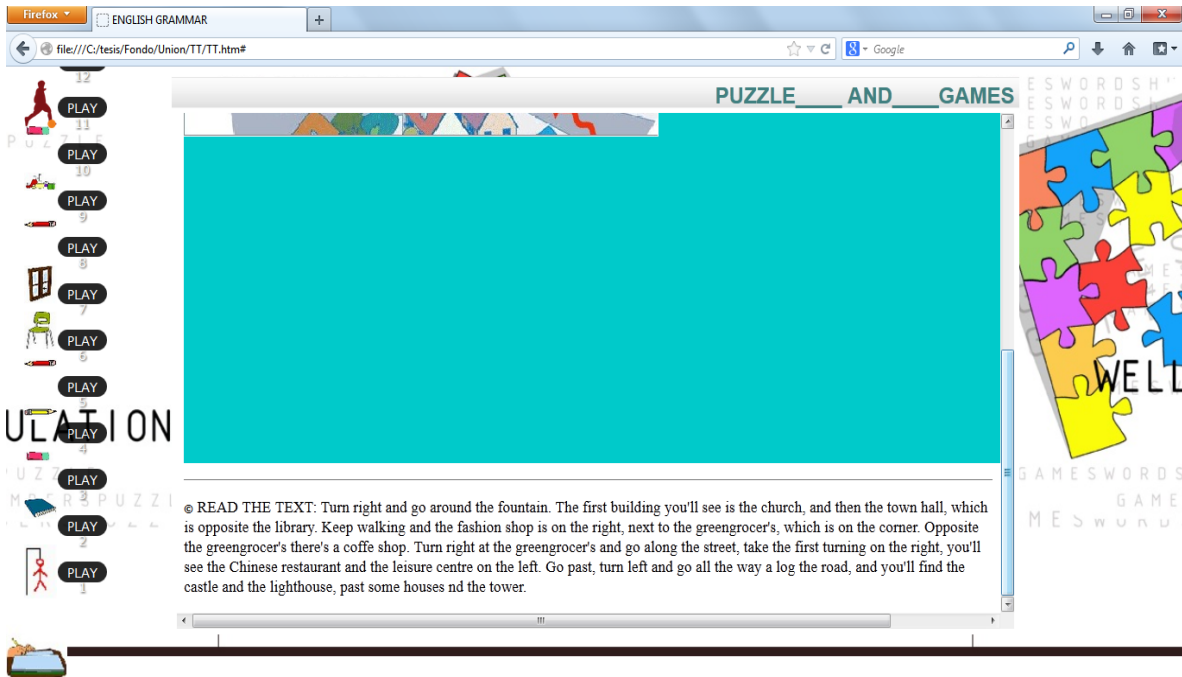 Firefox
ENGLISH GRAMMAR
file:///C:/tesis/Fondo/Union/TT/TT.htm#
Google
PUZZLE____AND____GAMES
12
PLAY
11
PLAY
10
PLAY
9
PLAY
8
PLAY
7
PLAY
6
PLAY
5
PLAY
4
PLAY
3
PLAY
2
PLAY
1
ULATION
WELL
GAMESWORDS
GAME
© READ THE TEXT: Turn right and go around the fountain. The first building you'll see is the church, and then the town hall, which
is opposite the library. Keep walking and the fashion shop is on the right, next to the greengrocer's, which is on the corner. Opposite
the greengrocer's there's a coffe shop. Turn right at the greengrocer's and go along the street, take the first turning on the right, you'll
see the Chinese restaurant and the leisure centre on the left. Go past, turn left and go all the way a log the road, and you'll find the
castle and the lighthouse, past some houses nd the tower.